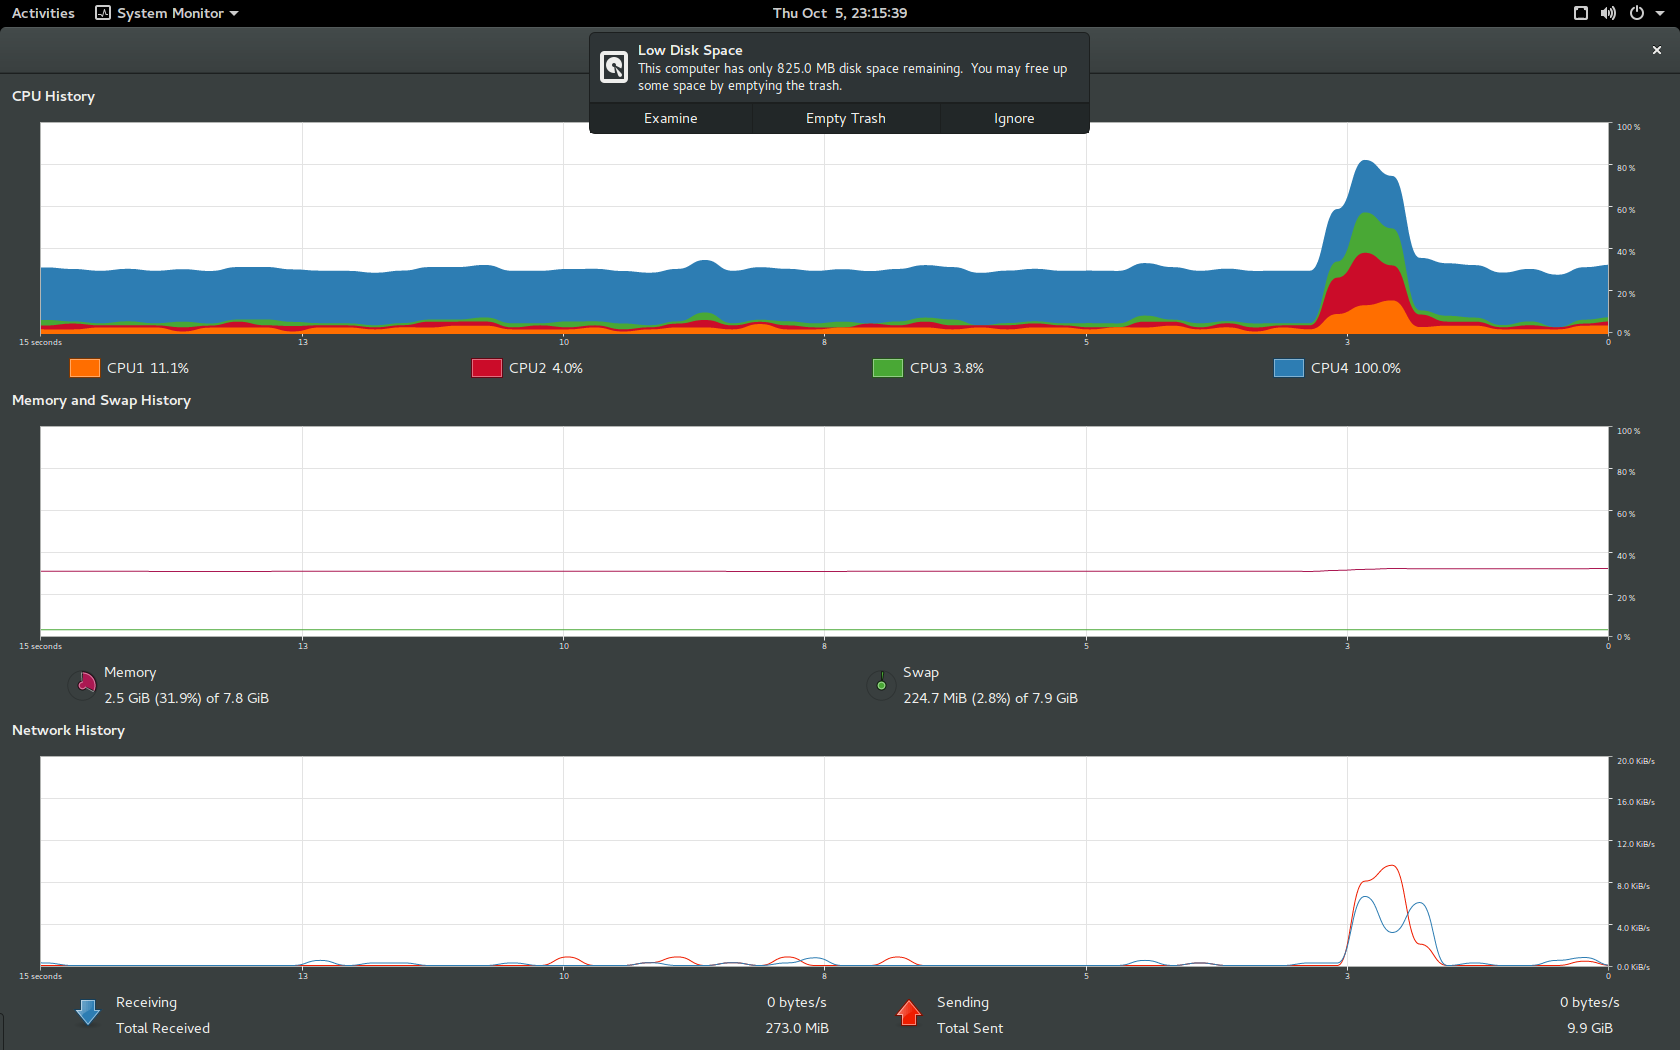 Activities System Monitor Thu Oct  5, 23:15:39
Low Disk Space
This computer has only 825.0 MB disk space remaining.  You may free up
some space by emptying the trash.
Examine Empty Trash Ignore
CPU History
100 %
80 %
60 %
40 %
20 %
0 %
15 seconds 13 10 8 5 3 0
CPU1 11.1% CPU2 4.0% CPU3 3.8% CPU4 100.0%
Memory and Swap History
100 %
80 %
60 %
40 %
20 %
0 %
15 seconds 13 10 8 5 3 0
Memory Swap
2.5 GiB (31.9%) of 7.8 GiB 224.7 MiB (2.8%) of 7.9 GiB
Network History
20.0 KiB/s
16.0 KiB/s
12.0 KiB/s
8.0 KiB/s
4.0 KiB/s
0.0 KiB/s
15 seconds 13 10 8 5 3 0
Receiving 0 bytes/s Sending 0 bytes/s
Total Received 273.0 MiB Total Sent 9.9 GiB